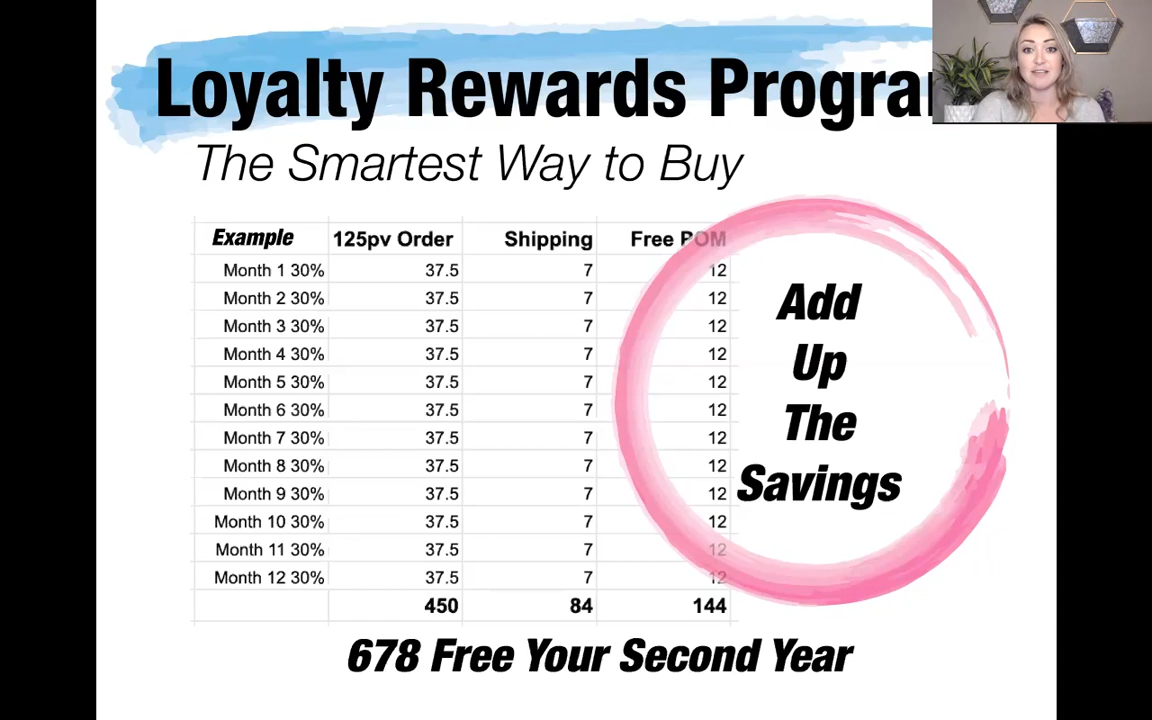 Loyalty Rewards Progra
The Smartest Way to Buy
Example 125pv Order Shipping Free POM
Month 1 30% 37.5 7 12
Month 2 30% 37.5 7 12
Month 3 30% 37.5 7 12
Month 4 30% 37.5 7 12
Month 5 30% 37.5 7 12
Month 6 30% 37.5 7 12
Month 7 30% 37.5 7 12
Month 8 30% 37.5 7 12
Month 9 30% 37.5 7 12
Month 10 30% 37.5 7 12
Month 11 30% 37.5 7 12
Month 12 30% 37.5 7 12
450 84 144
Add
Up
The
Savings
678 Free Your Second Year